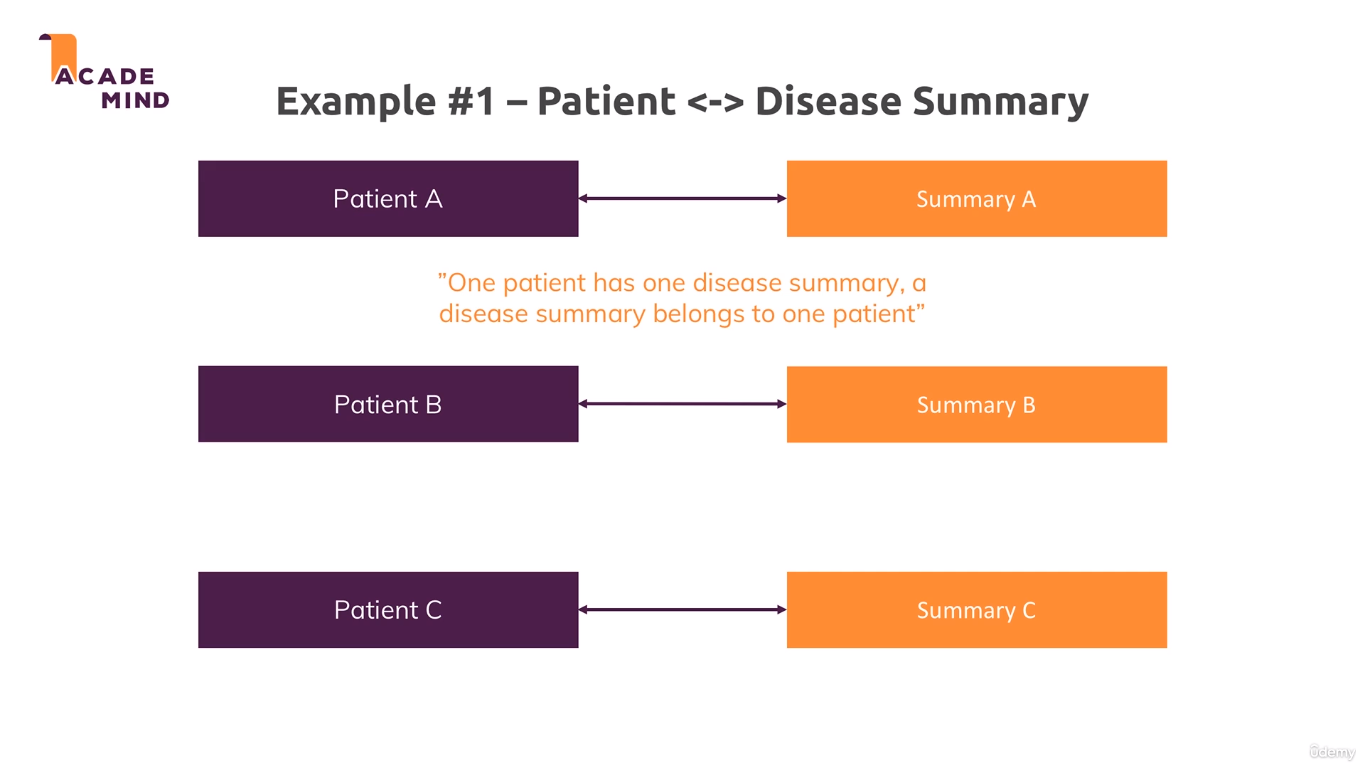 ACADE
MIND
Example #1 – Patient <-> Disease Summary
Patient A
Summary A
”One patient has one disease summary, a
disease summary belongs to one patient”
Patient B
Summary B
Patient C
Summary C
ûdemy